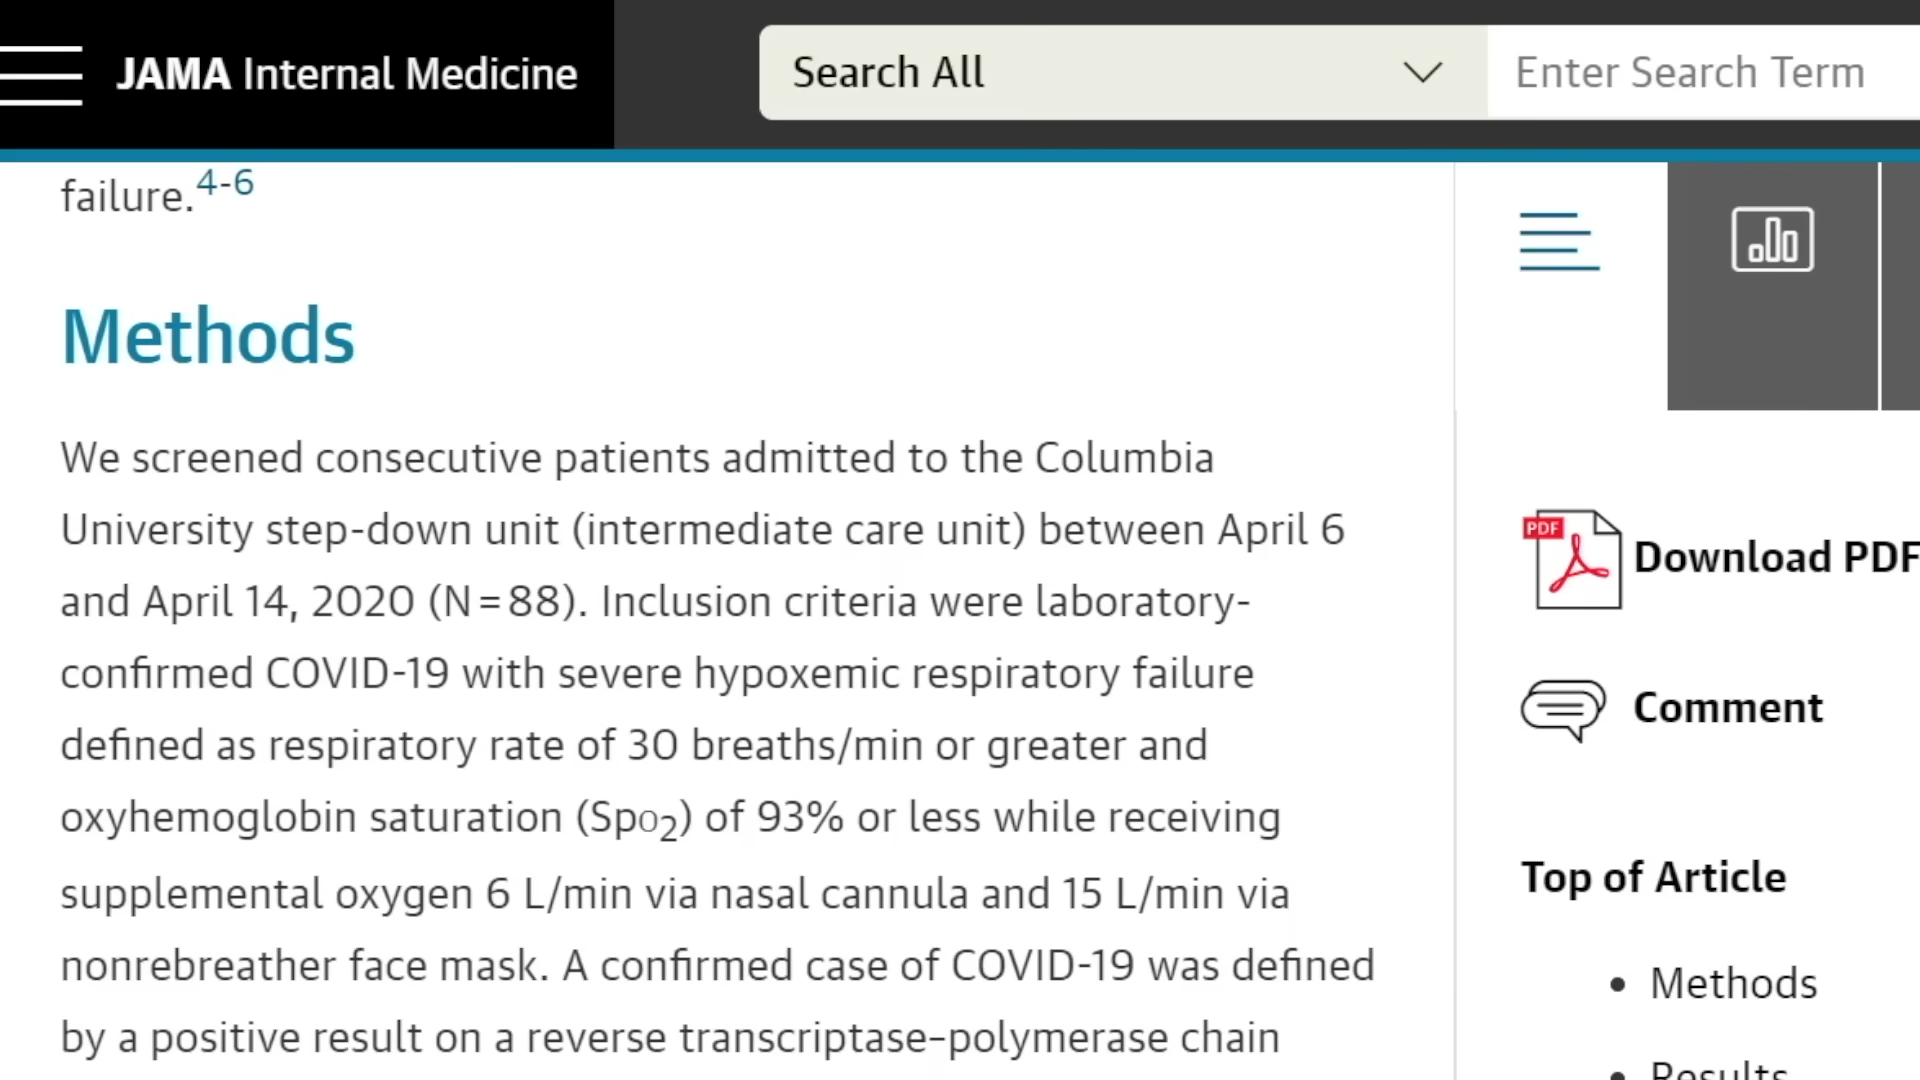 JAMA Internal Medicine
Search All
Enter Search Term
failure.4-6
Methods
We screened consecutive patients admitted to the Columbia
University step-down unit (intermediate care unit) between April 6
and April 14, 2020 (N = 88). Inclusion criteria were laboratory-
confirmed COVID-19 with severe hypoxemic respiratory failure
defined as respiratory rate of 30 breaths/min or greater and
oxyhemoglobin saturation (Spo2) of 93% or less while receiving
supplemental oxygen 6 L/min via nasal cannula and 15 L/min via
nonrebreather face mask. A confirmed case of COVID-19 was defined
by a positive result on a reverse transcriptase–polymerase chain
PDF
Download PDF
Comment
Top of Article
• Methods
• Results